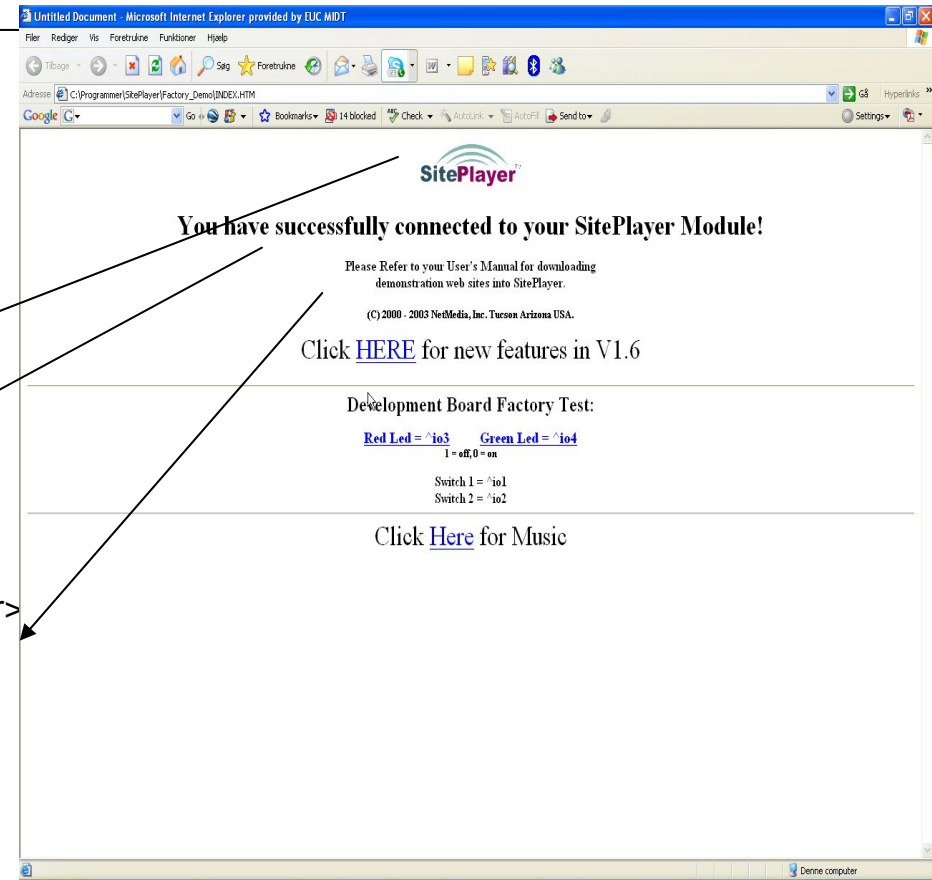 Untitled Document - Microsoft Internet Explorer provided by EUC MIDT
Filer Rediger Vis Foretrukne Funktioner Hjælp
Tilbage Søg Foretrukne
Adresse C:\Programmer\SitePlayer\Factory_Demo\INDEX.HTM Gå Hyperlinks »
Google G Go Bookmarks 14 blocked Check AutoLink AutoFill Send to Settings
SitePlayer
You have successfully connected to your SitePlayer Module!
Please Refer to your User's Manual for downloading
demonstration web sites into SitePlayer.
(C) 2000 - 2003 NetMedia, Inc. Tucson Arizona USA.
Click HERE for new features in V1.6
Development Board Factory Test:
Red Led = ^io3 Green Led = ^io4
1 = off, 0 = on
Switch 1 = ^io1
Switch 2 = ^io2
Click Here for Music
>
Denne computer